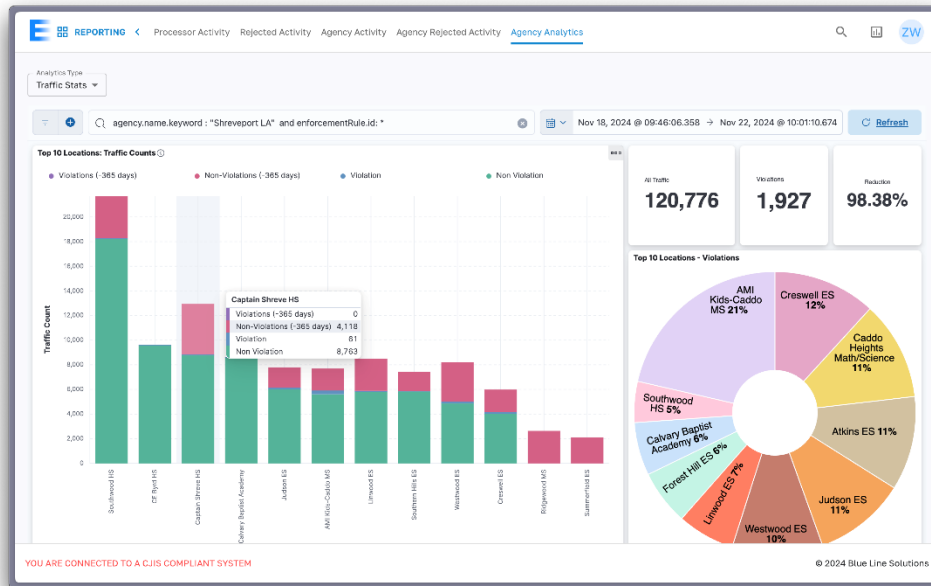 E REPORTING Processor Activity Rejected Activity Agency Activity Agency Rejected Activity Agency Analytics ZW
Analytics Type
Traffic Stats
agency.name.keyword : "Shreveport LA" and enforcementRule.id: *
Nov 18, 2024 @ 09:46:06.358 → Nov 22, 2024 @ 10:01:10.674
Refresh
Top 10 Locations: Traffic Counts
Violations (-365 days) Non-Violations (-365 days) Violation Non Violation
Traffic Count
20,000
18,000
16,000
14,000
12,000
10,000
8,000
6,000
4,000
2,000
0
Captain Shreve HS
Violations (-365 days) 0
Non-Violations (-365 days) 4,118
Violation 81
Non Violation 8,763
Southwood HS
CE Byrd HS
Captain Shreve HS
Calvary Baptist Academy
Judson ES
AMI Kids-Caddo MS
Linwood ES
Southern Hills ES
Westwood ES
Creswell ES
Ridgewood MS
Summerfield ES
All Traffic
120,776
Violations
1,927
Reduction
98.38%
Top 10 Locations - Violations
AMI
Kids-Caddo
MS 21%
Creswell ES
12%
Caddo
Heights
Math/Science
11%
Atkins ES 11%
Judson ES
11%
Westwood ES
10%
Linwood ES 7%
Forest Hill ES 6%
Calvary Baptist
Academy 6%
Southwood
HS 5%
YOU ARE CONNECTED TO A CJIS COMPLIANT SYSTEM
© 2024 Blue Line Solutions